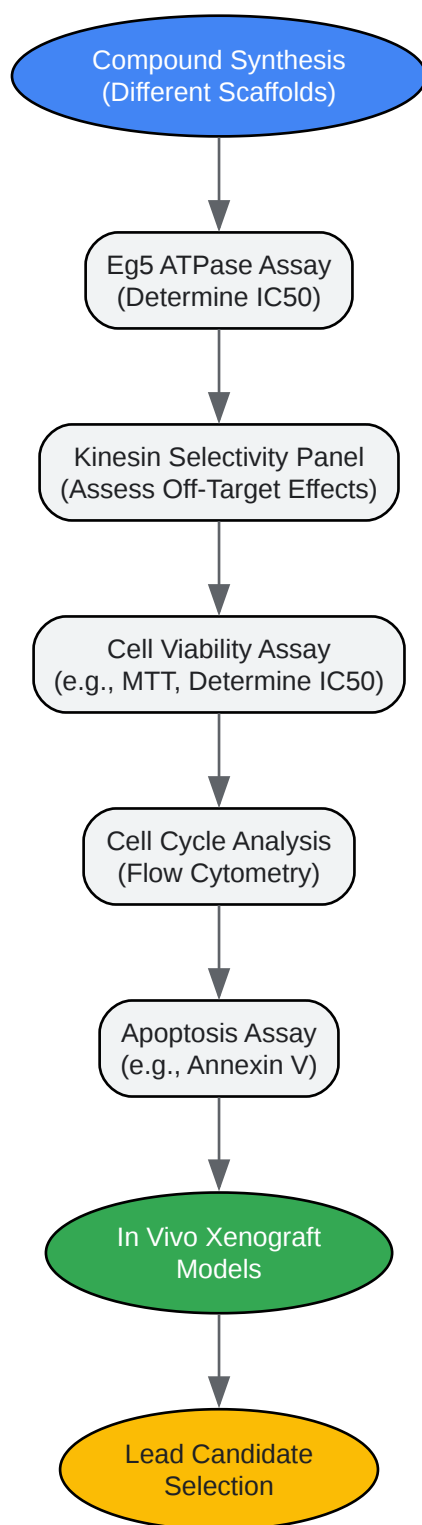 Compound Synthesis
(Different Scaffolds)
Eg5 ATPase Assay
(Determine IC50)
Kinesin Selectivity Panel
(Assess Off-Target Effects)
Cell Viability Assay
(e.g., MTT, Determine IC50)
Cell Cycle Analysis
(Flow Cytometry)
Apoptosis Assay
(e.g., Annexin V)
In Vivo Xenograft
Models
Lead Candidate
Selection